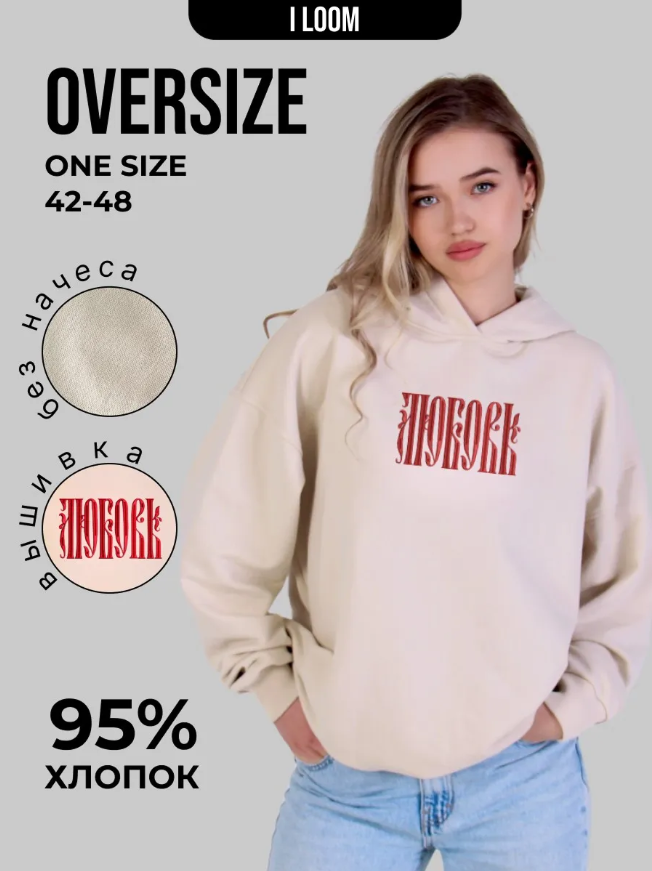 I LOOM
OVERSIZE
ONE SIZE
42-48
без начеса
ЛЮБОВЬ
вышивка
ЛЮБОВЬ
95%
ХЛОПОК